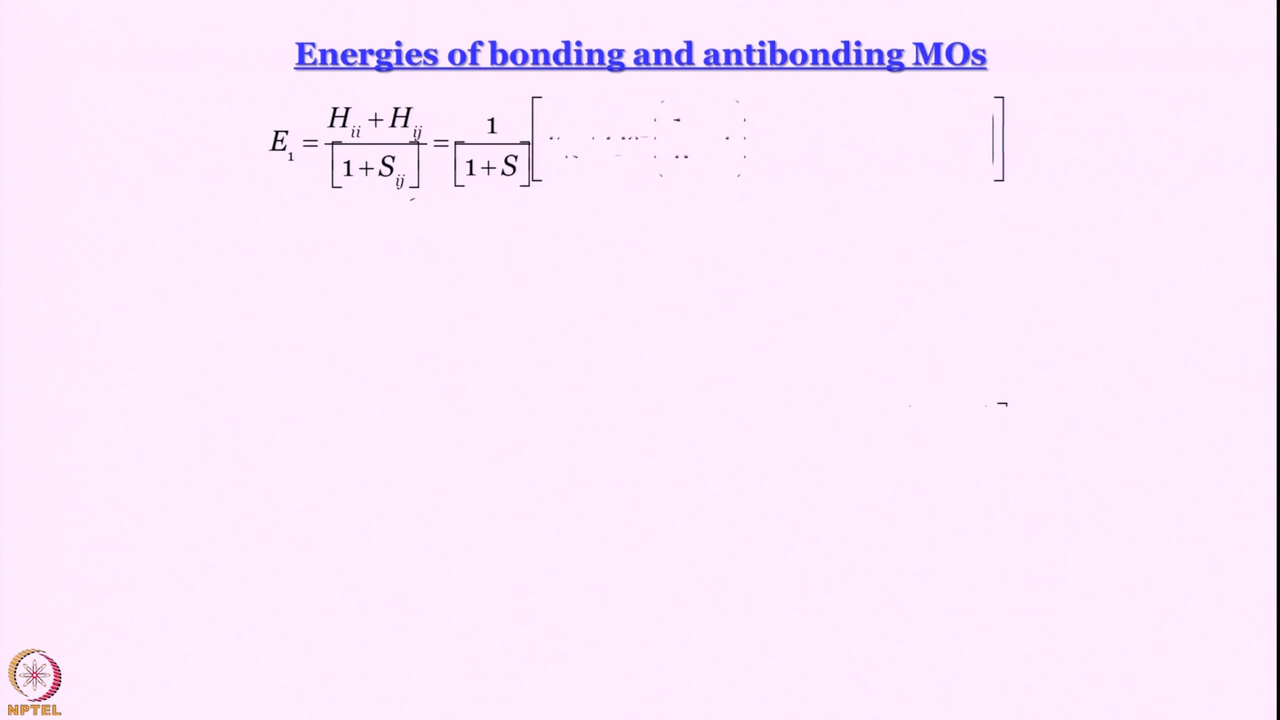 Energies of bonding and antibonding MOs
E₁ = (H_ii + H_ij) / [1+S_ij] = 1 / [1+S] [ ]
NPTEL